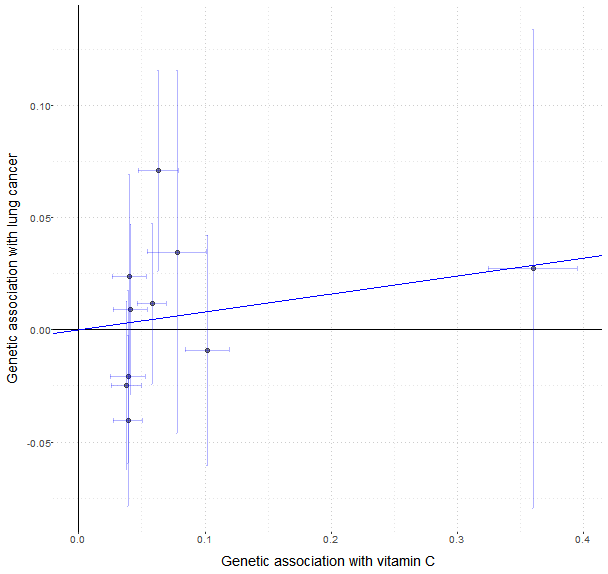 Genetic association with lung cancer
0.10
0.05
0.00
-0.05
0.0 0.1 0.2 0.3 0.4
Genetic association with vitamin C